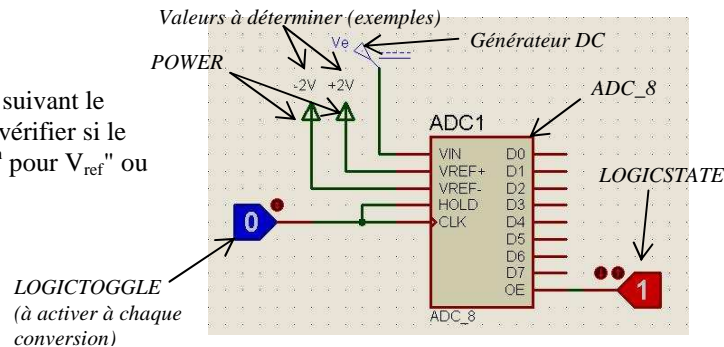 Valeurs à déterminer (exemples)
Ve
Générateur DC
POWER
-2V +2V
ADC_8
suivant le
vérifier si le
pour Vref" ou
ADC1
VIN D0
VREF+ D1
VREF- D2
HOLD D3
CLK D4
D5
D6
D7
OE
LOGICSTATE
0
1
LOGICTOGGLE
(à activer à chaque
conversion)
ADC_8